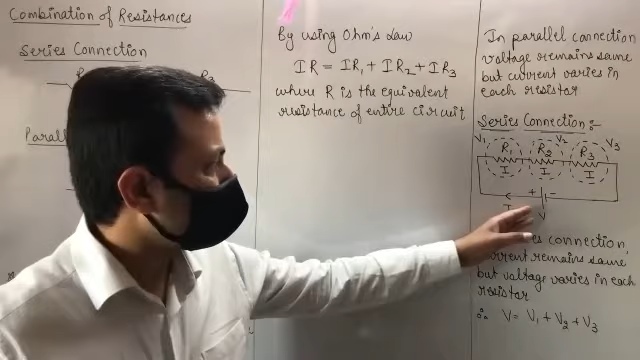 Combination of Resistances
Series Connection
R3
Parall
By using Ohm's Law
IR = IR1 + IR2 + IR3
where R is the equivalent
resistance of entire circuit
In parallel connection
voltage remains same
but current varies in
each resistor
Series Connection :-
V1 V2 V3
R1 R2 R3
I I I
+ -
I V
es connection,
current remains same
but voltage varies in each
resistor
∴ V = V1 + V2 + V3